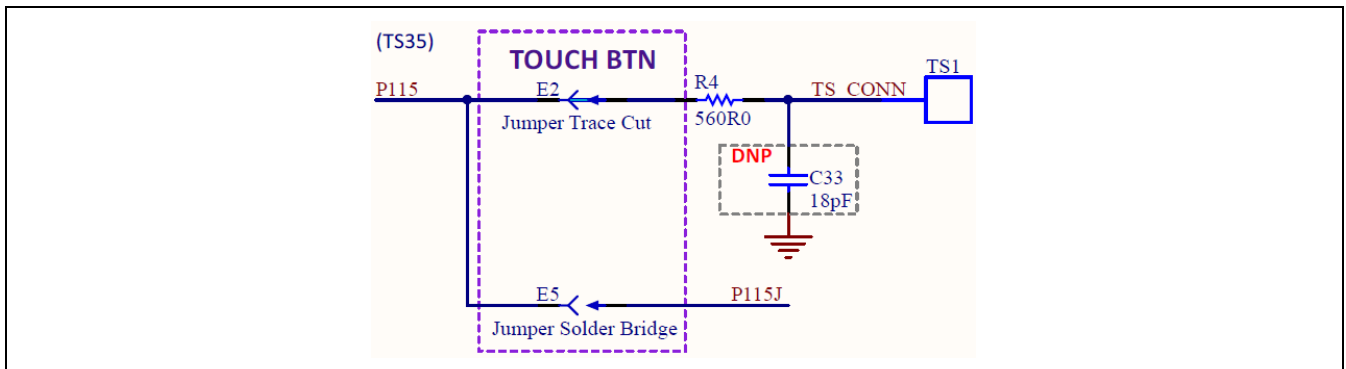 (TS35)
TOUCH BTN
TS1
P115
E2
R4
TS_CONN
Jumper Trace Cut
560R0
DNP
C33
18pF
E5
P115J
Jumper Solder Bridge